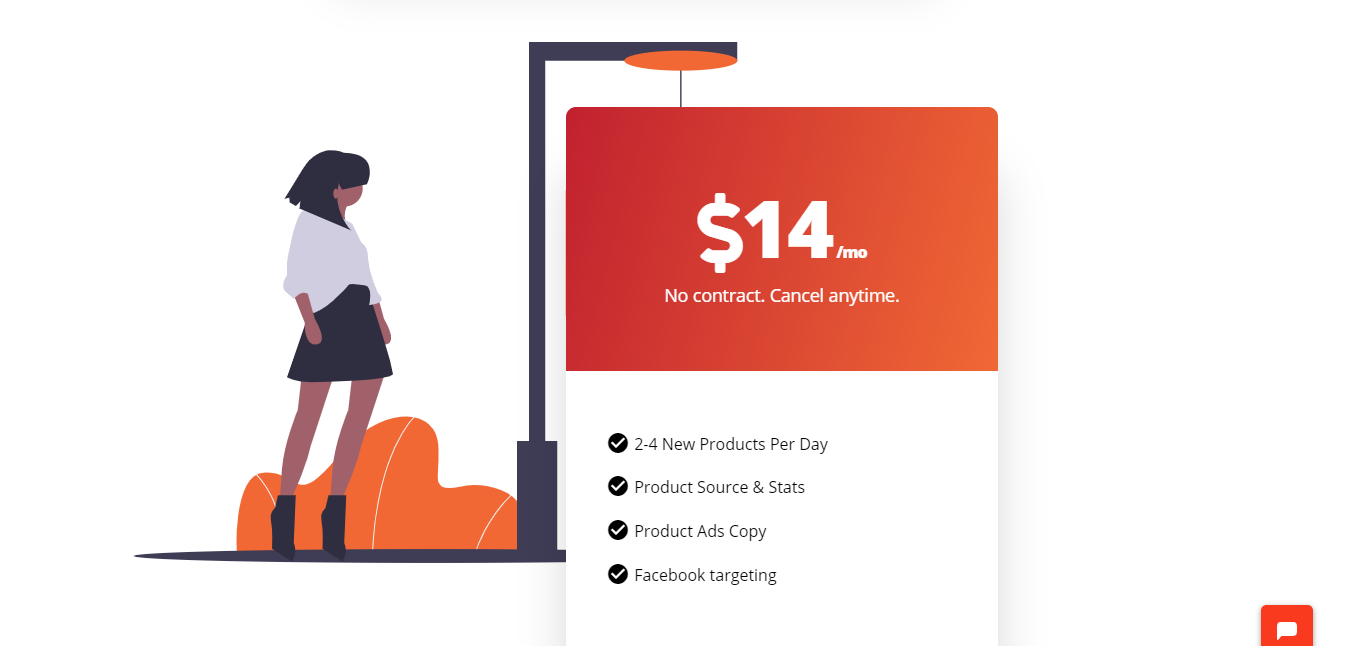 $14/mo
No contract. Cancel anytime.
2-4 New Products Per Day
Product Source & Stats
Product Ads Copy
Facebook targeting